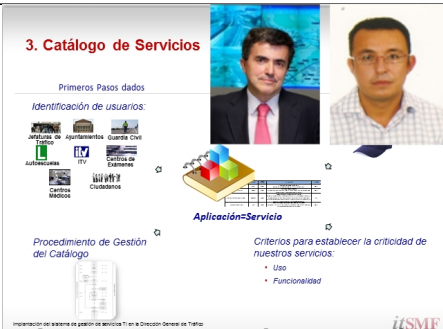 3. Catálogo de Servicios
Primeros Pasos dados
Identificación de usuarios:
Jefaturas de Tráfico
Ayuntamientos
Guardia Civil
Autoescuelas
ITV
Centros de Exámenes
Centros Médicos
Ciudadanos
Aplicación=Servicio
Procedimiento de Gestión
del Catálogo
Criterios para establecer la criticidad de
nuestros servicios:
• Uso
• Funcionalidad
Implantación del sistema de gestión de servicios TI en la Dirección General de Tráfico
itSMF